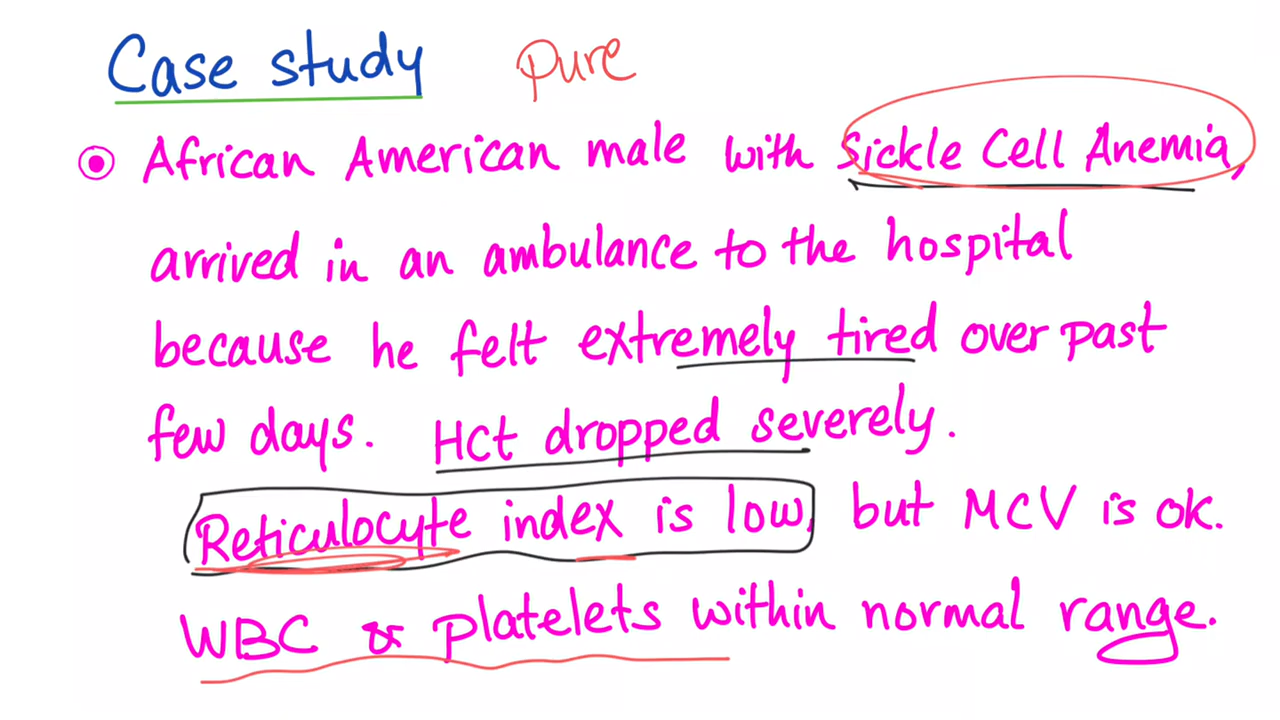 Case study pure
African American male with Sickle Cell Anemia,
arrived in an ambulance to the hospital
because he felt extremely tired over past
few days. Hct dropped severely.
Reticulocyte index is low, but MCV is ok.
WBC & platelets within normal range.